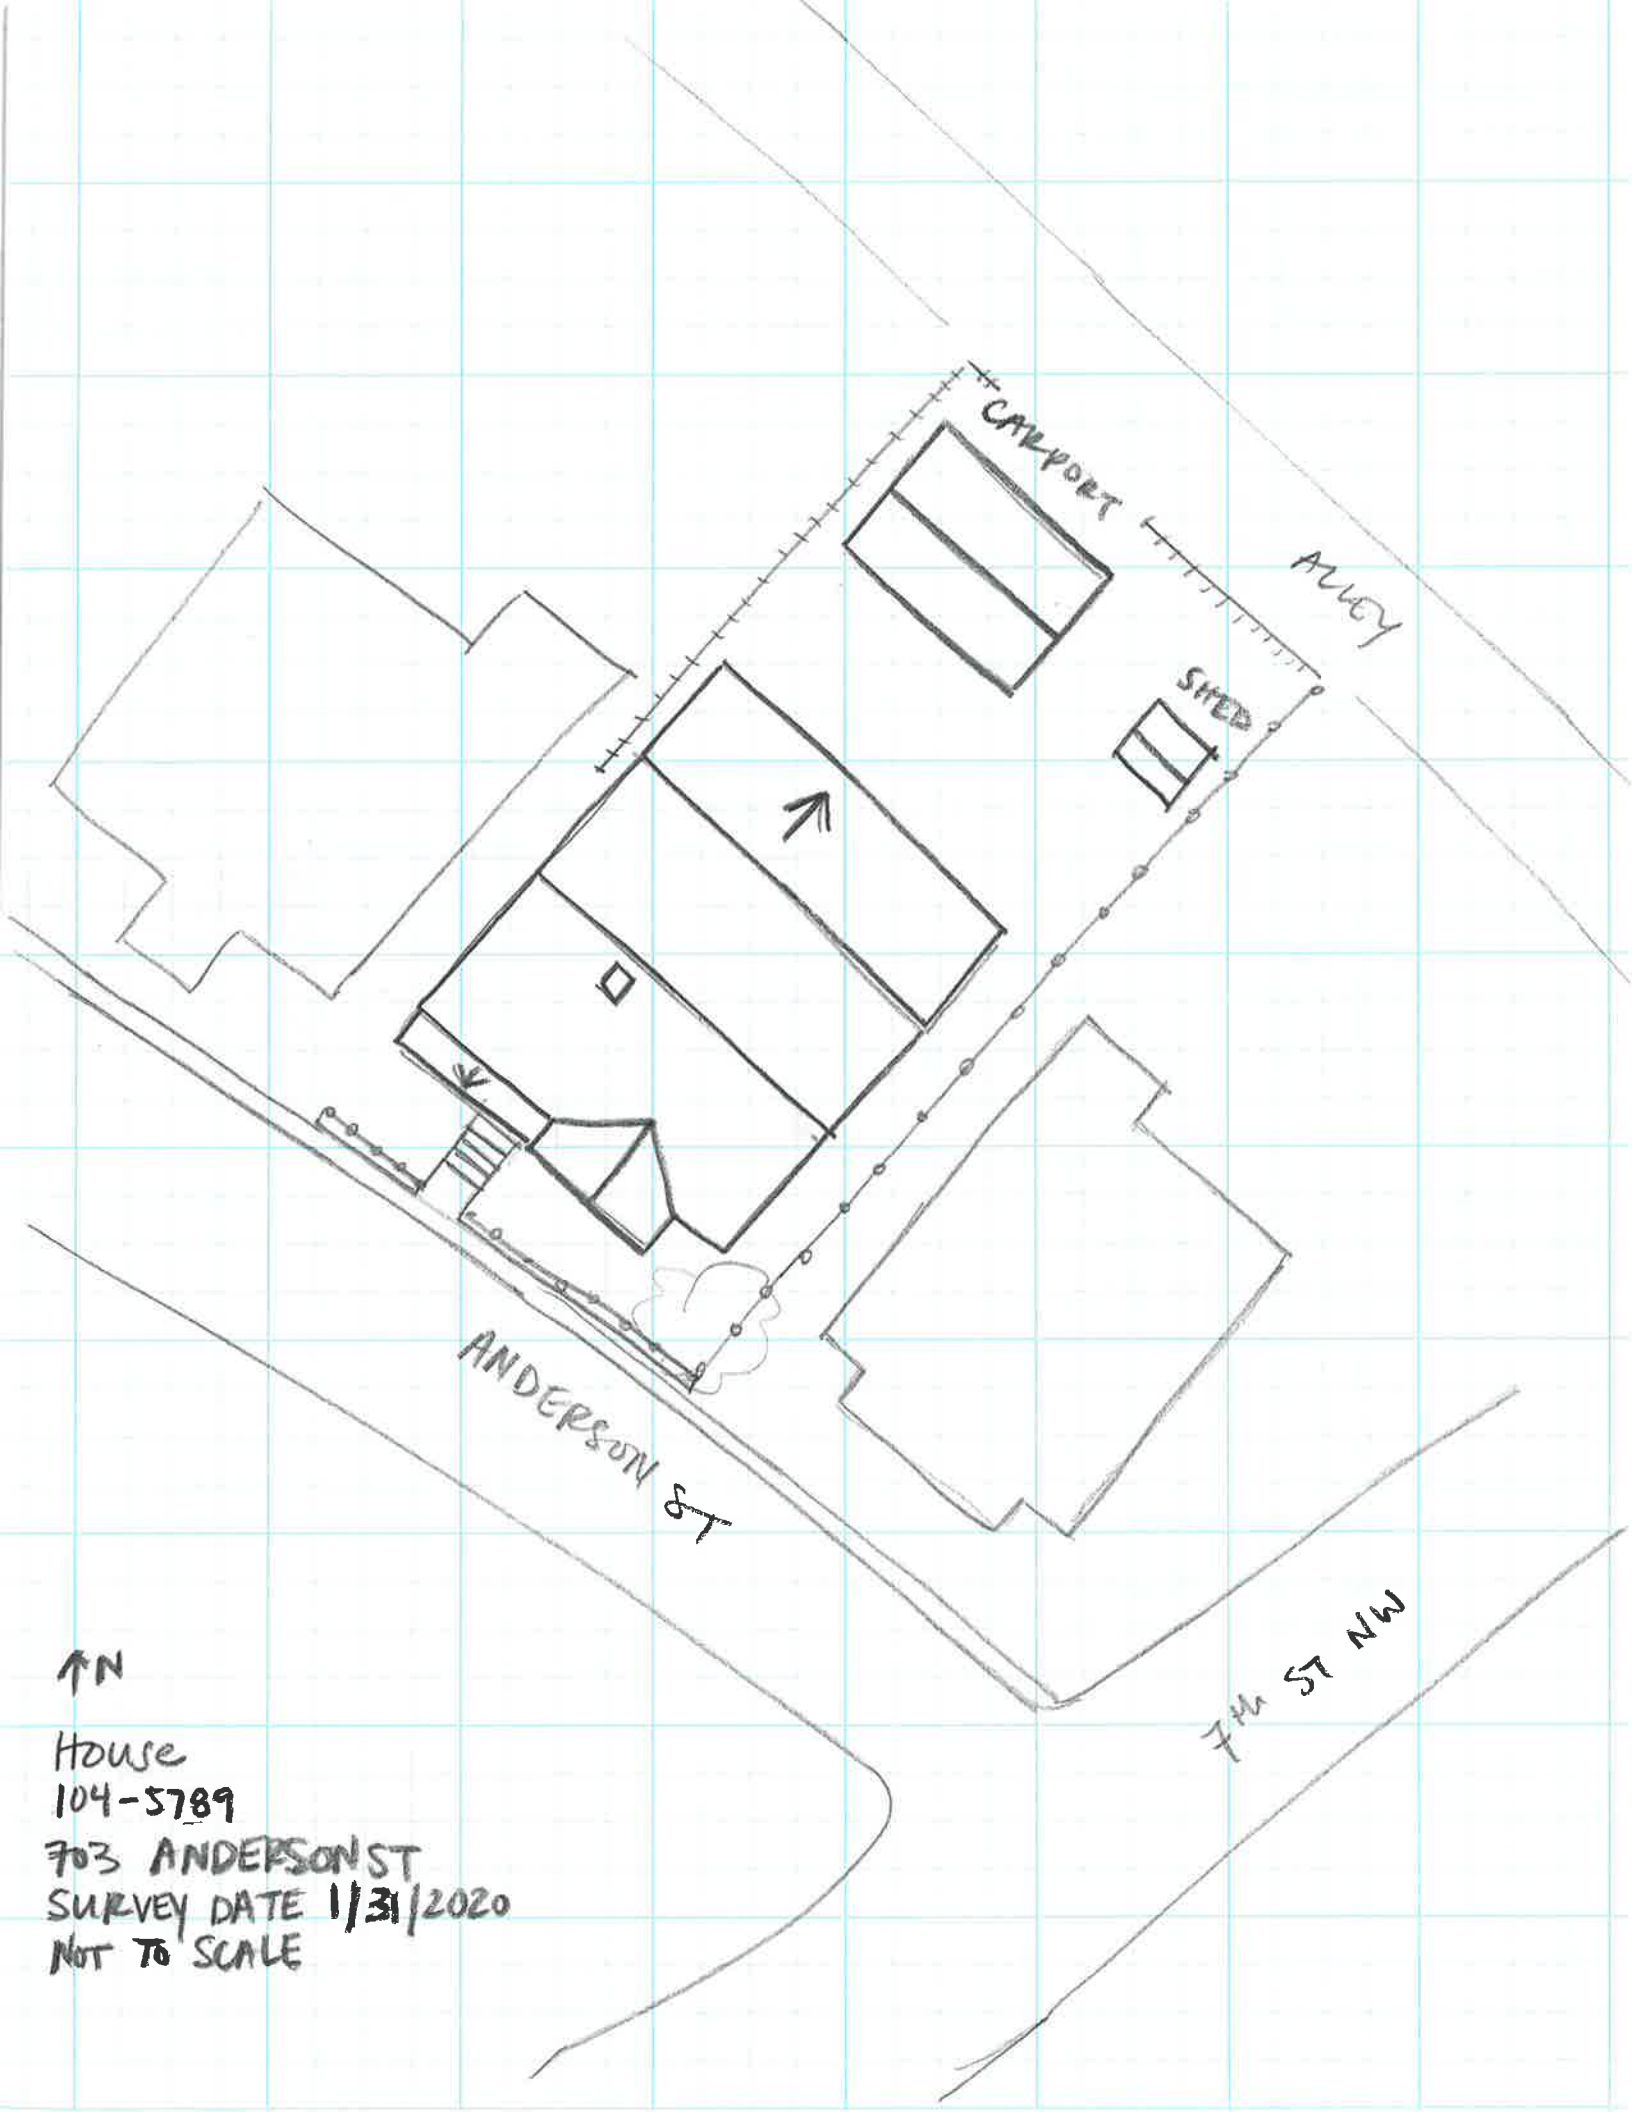 CARPORT
ALLEY
SHED
ANDERSON ST
7TH ST NW
↑N
House
104-5789
703 ANDERSON ST
SURVEY DATE 1/31/2020
NOT TO SCALE